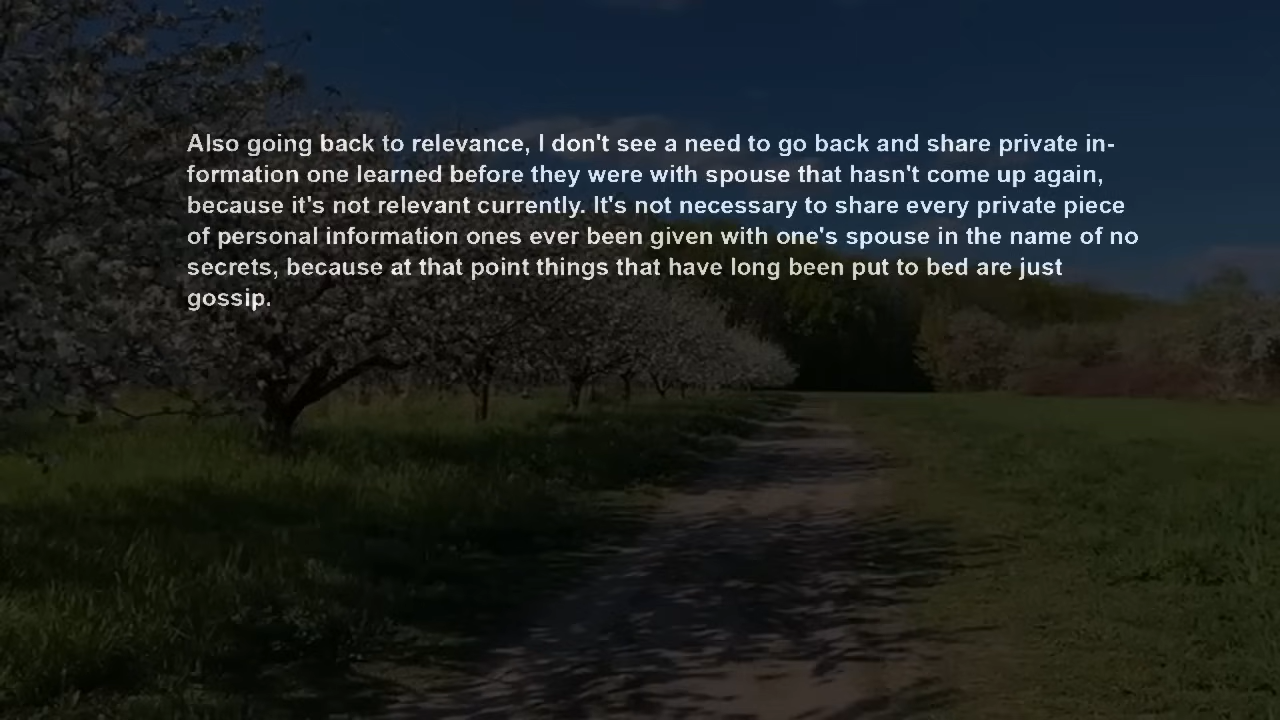 Also going back to relevance, I don't see a need to go back and share private in-
formation one learned before they were with spouse that hasn't come up again,
because it's not relevant currently. It's not necessary to share every private piece
of personal information ones ever been given with one's spouse in the name of no
secrets, because at that point things that have long been put to bed are just
gossip.